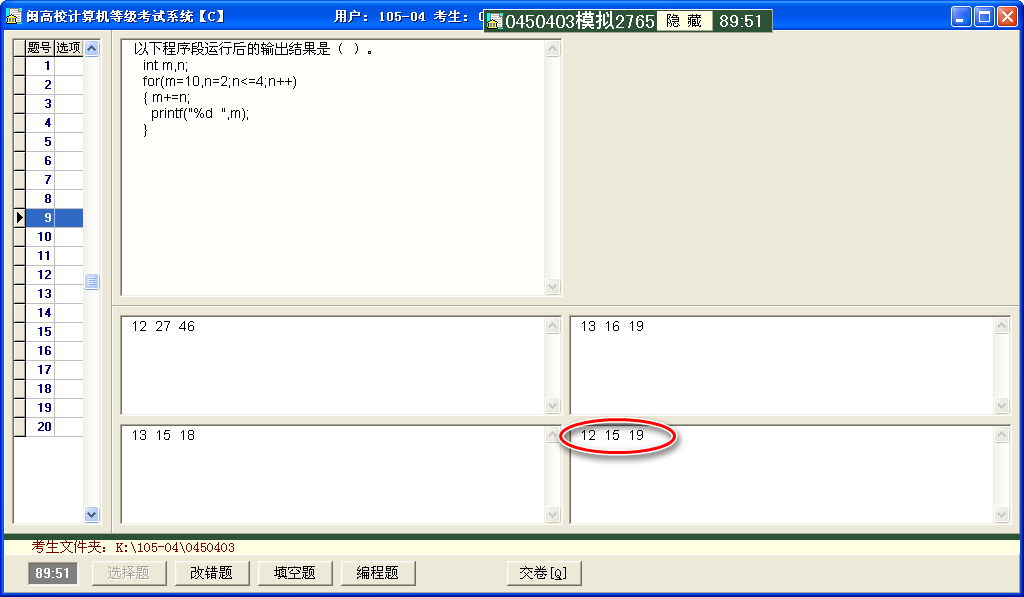 闽高校计算机等级考试系统【C】
用户: 105-04 考生:
0450403模拟2765 隐 藏 89:51
题号 选项
1
2
3
4
5
6
7
8
9
10
11
12
13
14
15
16
17
18
19
20
以下程序段运行后的输出结果是（ ）。
int m,n;
for(m=10,n=2;n<=4;n++)
{ m+=n;
printf("%d  ",m);
}
12 27 46
13 16 19
13 15 18
12 15 19
考生文件夹: K:\105-04\0450403
89:51 选择题 改错题 填空题 编程题 交卷[Q]